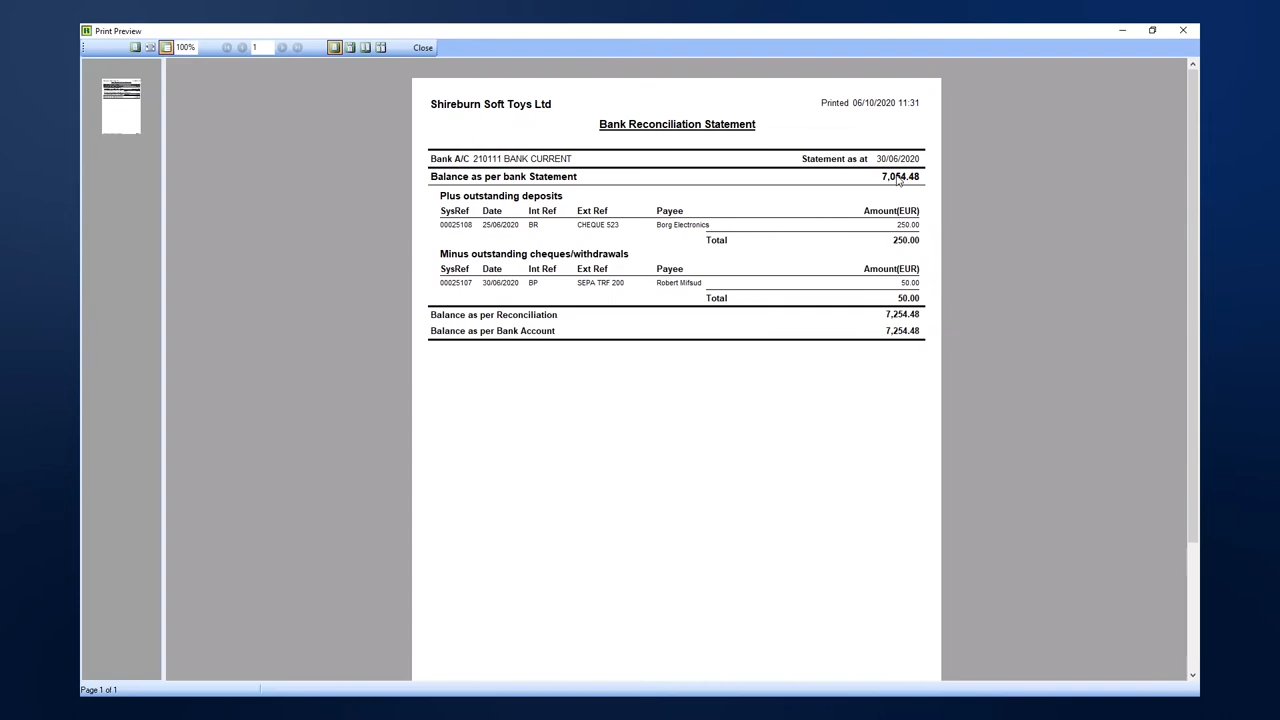 Print Preview
100%
1
Close
Shireburn Soft Toys Ltd
Printed 06/10/2020 11:31
Bank Reconciliation Statement
Bank A/C 210111 BANK CURRENT Statement as at 30/06/2020
Balance as per bank Statement 7,054.48
Plus outstanding deposits
SysRef Date Int Ref Ext Ref Payee Amount(EUR)
00025108 25/06/2020 BR CHEQUE 523 Borg Electronics 250.00
Total 250.00
Minus outstanding cheques/withdrawals
SysRef Date Int Ref Ext Ref Payee Amount(EUR)
00025107 30/06/2020 BP SEPA TRF 200 Robert Mifsud 50.00
Total 50.00
Balance as per Reconciliation 7,254.48
Balance as per Bank Account 7,254.48
Page 1 of 1